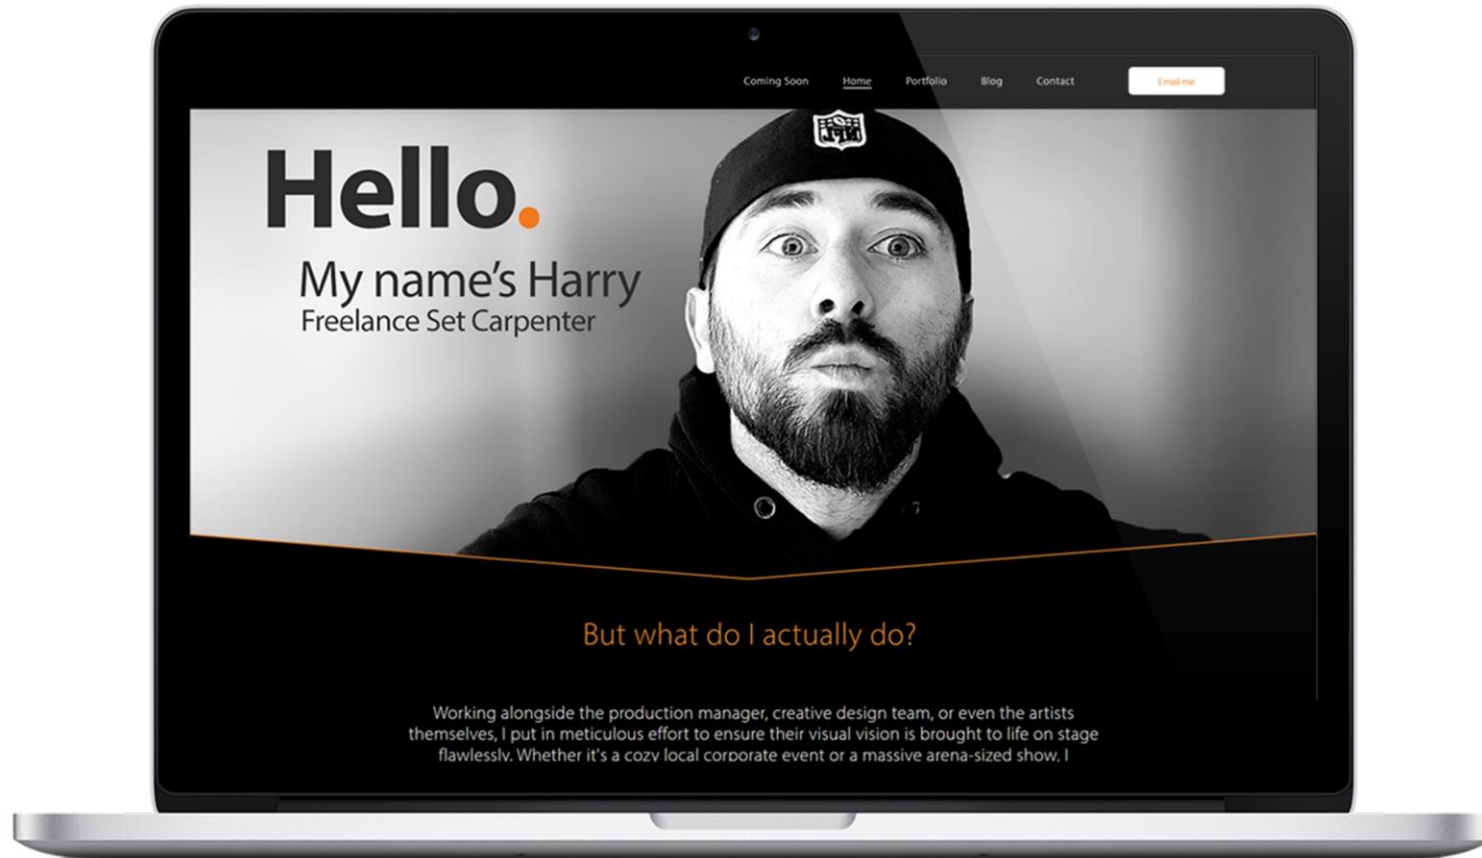 Coming Soon Home Portfolio Blog Contact Email me
Hello.
My name's Harry
Freelance Set Carpenter
But what do I actually do?
Working alongside the production manager, creative design team, or even the artists
themselves, I put in meticulous effort to ensure their visual vision is brought to life on stage
flawlessly. Whether it's a cozy local corporate event or a massive arena-sized show, I